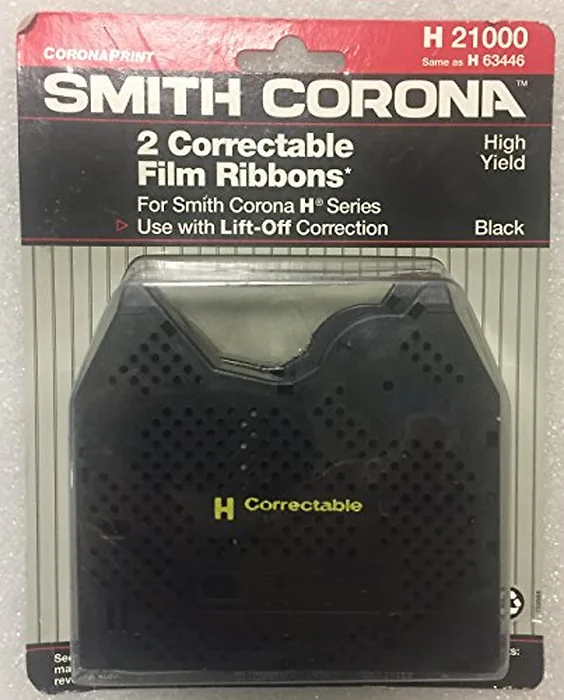 CORONAPRINT
H 21000
Same as H 63446
SMITH CORONA™
2 Correctable
Film Ribbons*
High
Yield
For Smith Corona H® Series
▷ Use with Lift-Off Correction
Black
H Correctable